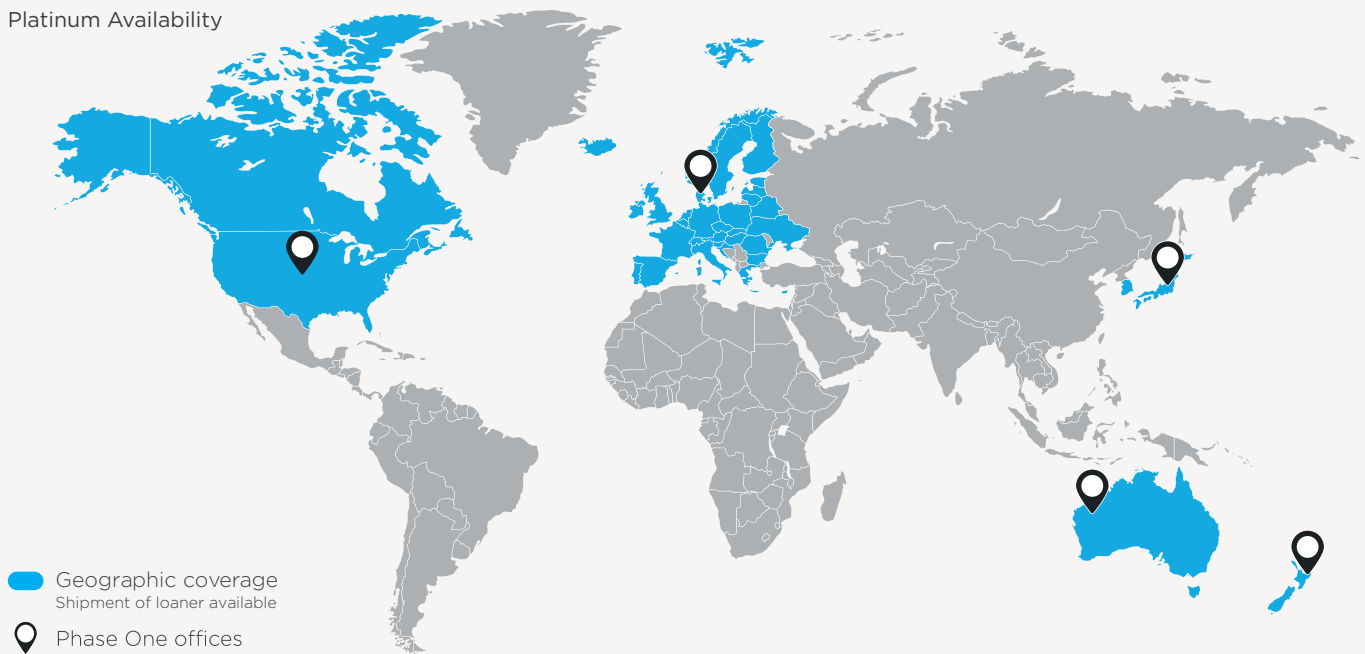 Platinum Availability
Geographic coverage
Shipment of loaner available
Phase One offices